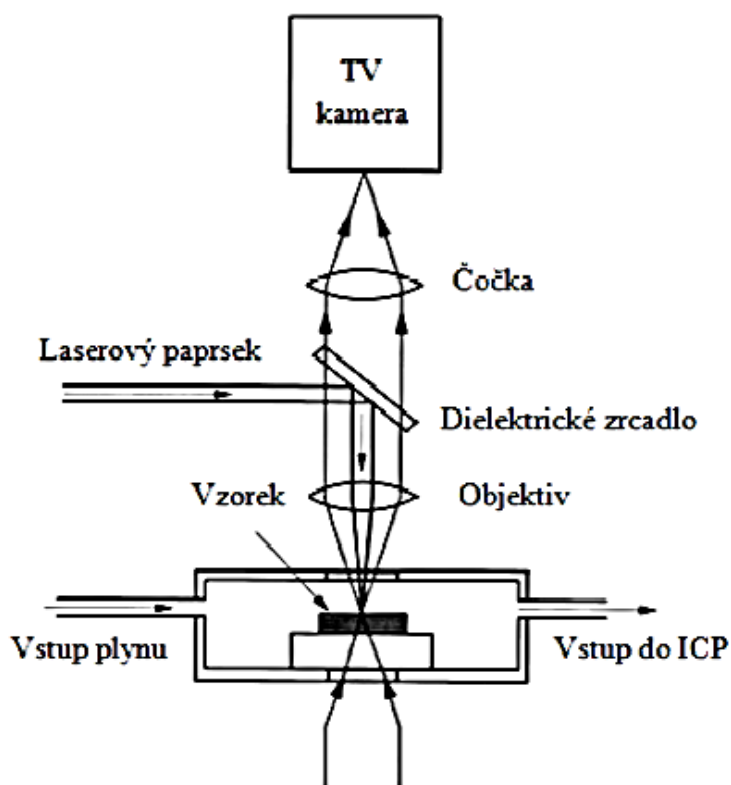 TV
kamera
Čočka
Laserový paprsek
Dielektrické zrcadlo
Vzorek
Objektiv
Vstup plynu
Vstup do ICP